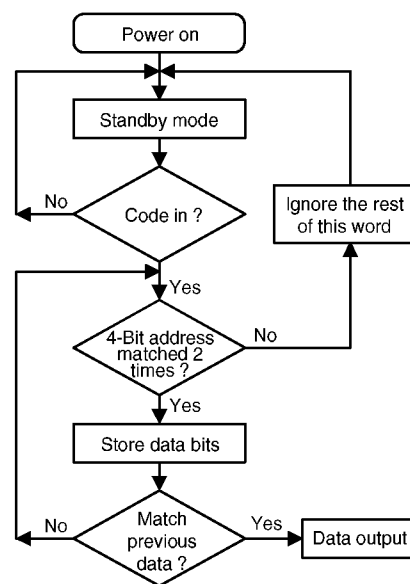 Power on
Standby mode
No
Code in ?
Ignore the rest
of this word
Yes
4-Bit address
matched 2
times ?
No
Yes
Store data bits
No
Match
previous
data ?
Yes
Data output